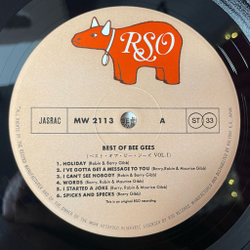 RSO
JASRAC
MW 2113
A
ST 33
BEST OF BEE GEES
(ベスト・オブ・ビー・ジーズ VOL.1)
1. HOLIDAY (Robin & Barry Gibb)
2. I'VE GOTTA GET A MESSAGE TO YOU (Barry, Robin & Maurice Gibb)
3. I CAN'T SEE NOBODY (Robin & Barry Gibb)
4. WORDS (Barry, Robin & Maurice Gibb)
5. I STARTED A JOKE (Barry, Robin & Maurice Gibb)
6. SPICKS AND SPECKS (Barry Gibb)
This is an original RSO recording